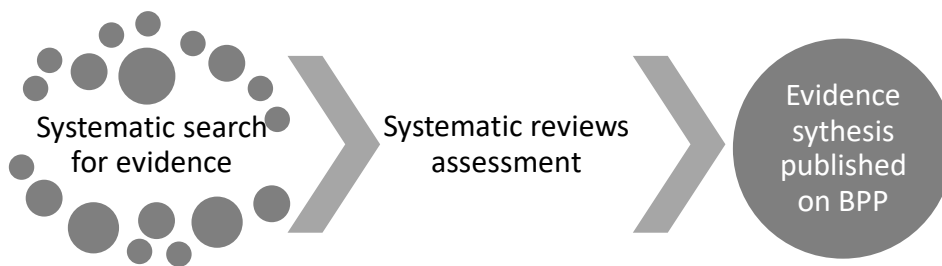 Systematic search
for evidence
Systematic reviews
assessment
Evidence
sythesis
published
on BPP